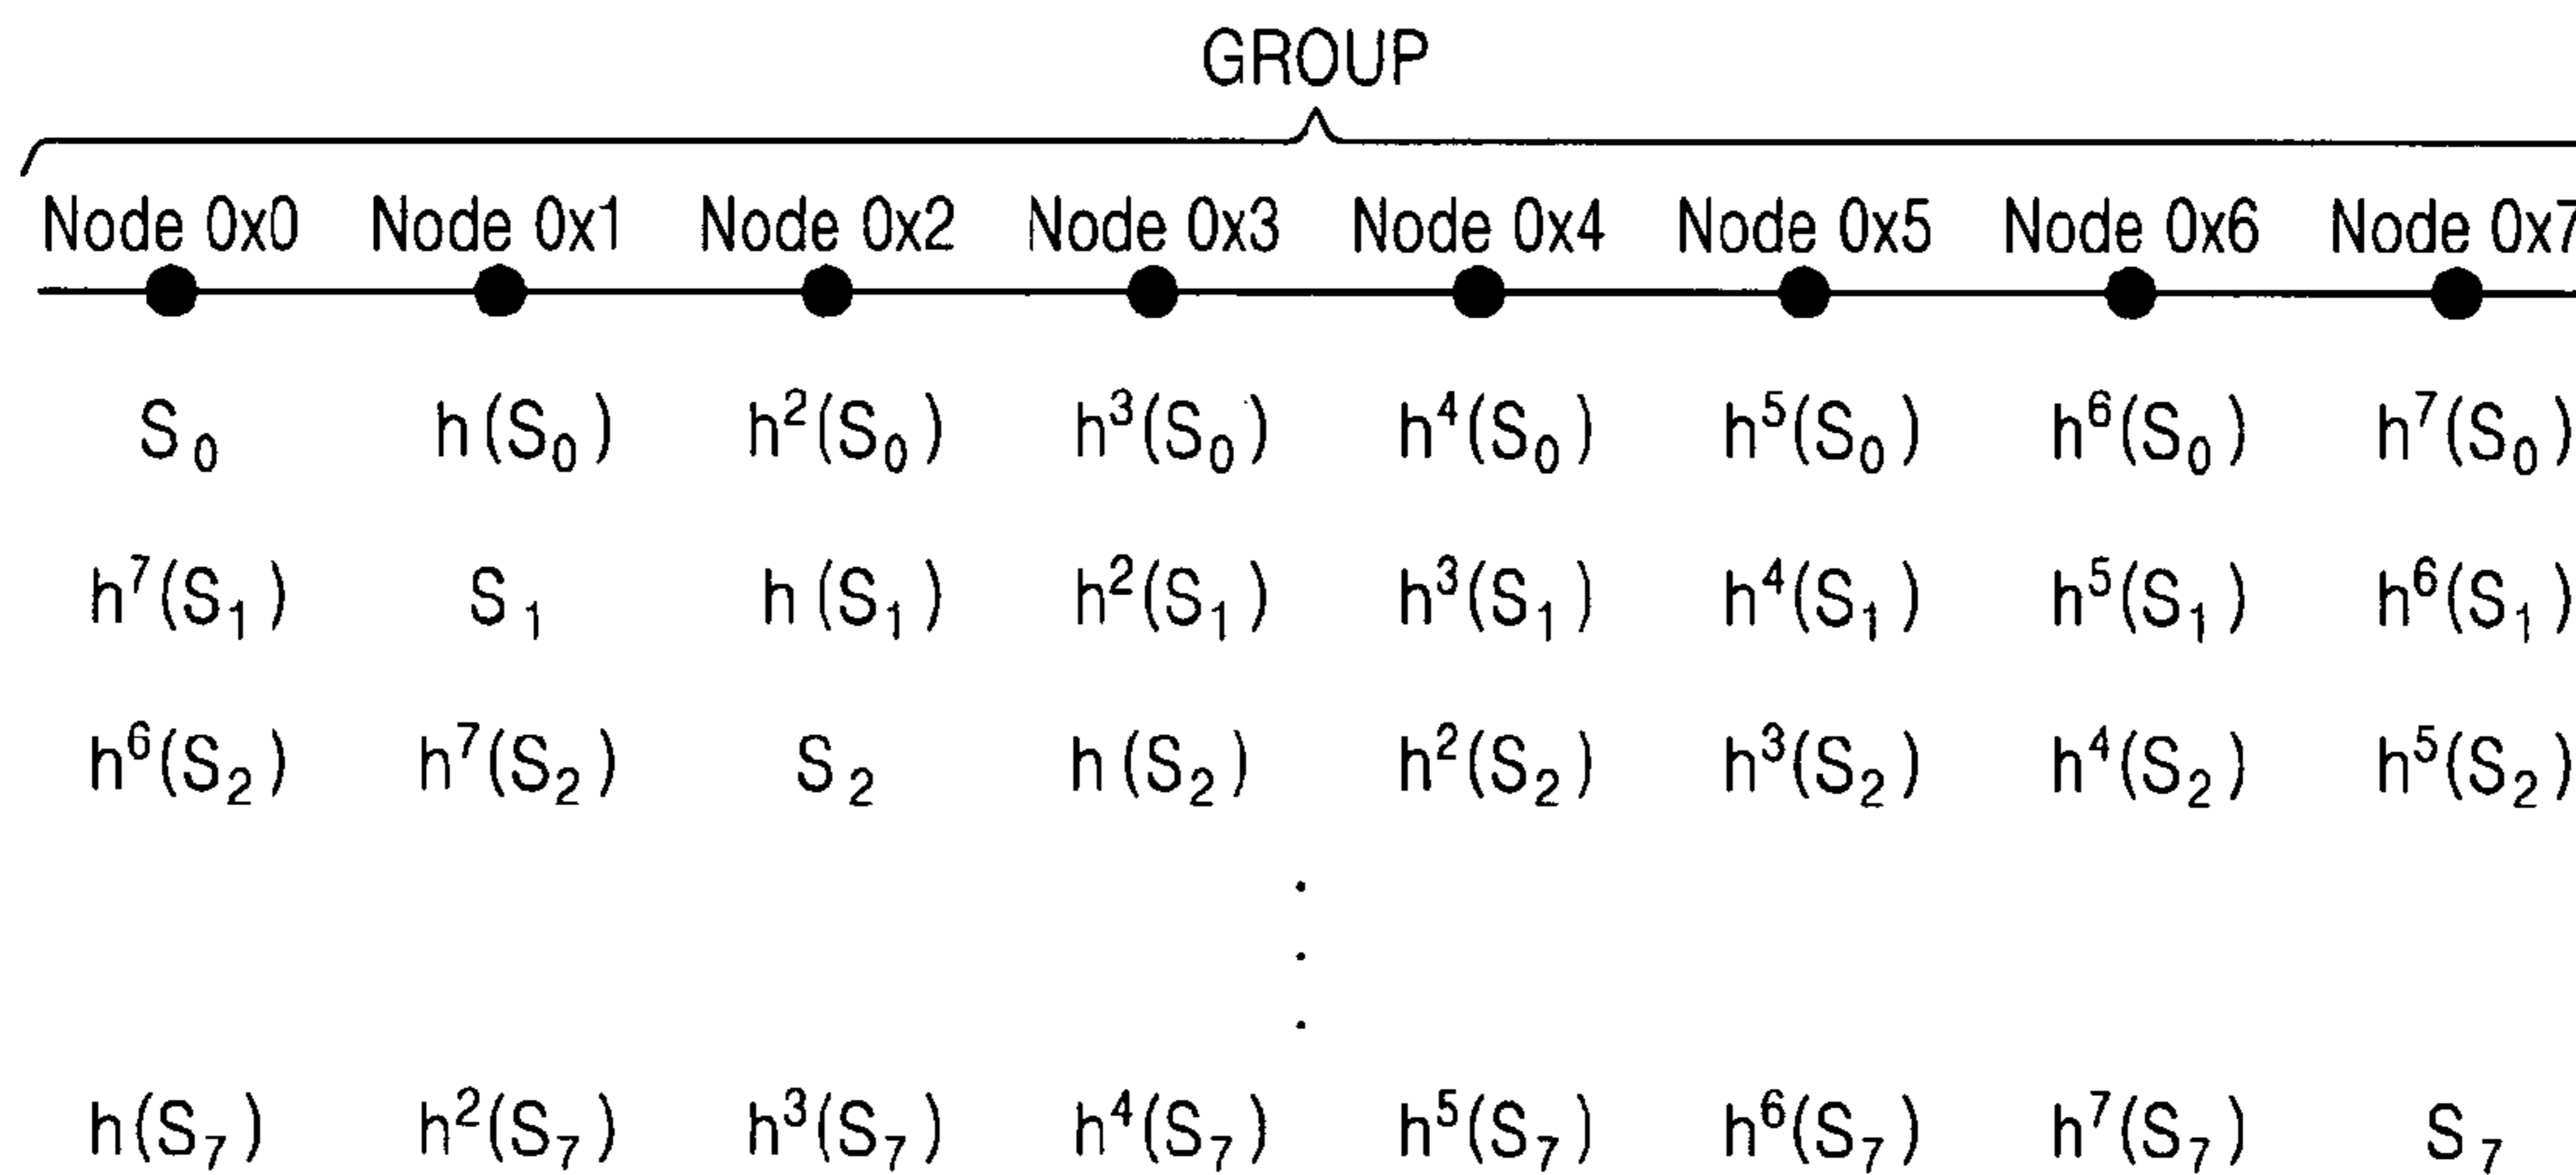 GROUP
Node 0x0 Node 0x1 Node 0x2 Node 0x3 Node 0x4 Node 0x5 Node 0x6 Node 0x7
S₀ h(S₀) h²(S₀) h³(S₀) h⁴(S₀) h⁵(S₀) h⁶(S₀) h⁷(S₀)
h⁷(S₁) S₁ h(S₁) h²(S₁) h³(S₁) h⁴(S₁) h⁵(S₁) h⁶(S₁)
h⁶(S₂) h⁷(S₂) S₂ h(S₂) h²(S₂) h³(S₂) h⁴(S₂) h⁵(S₂)
h(S₇) h²(S₇) h³(S₇) h⁴(S₇) h⁵(S₇) h⁶(S₇) h⁷(S₇) S₇